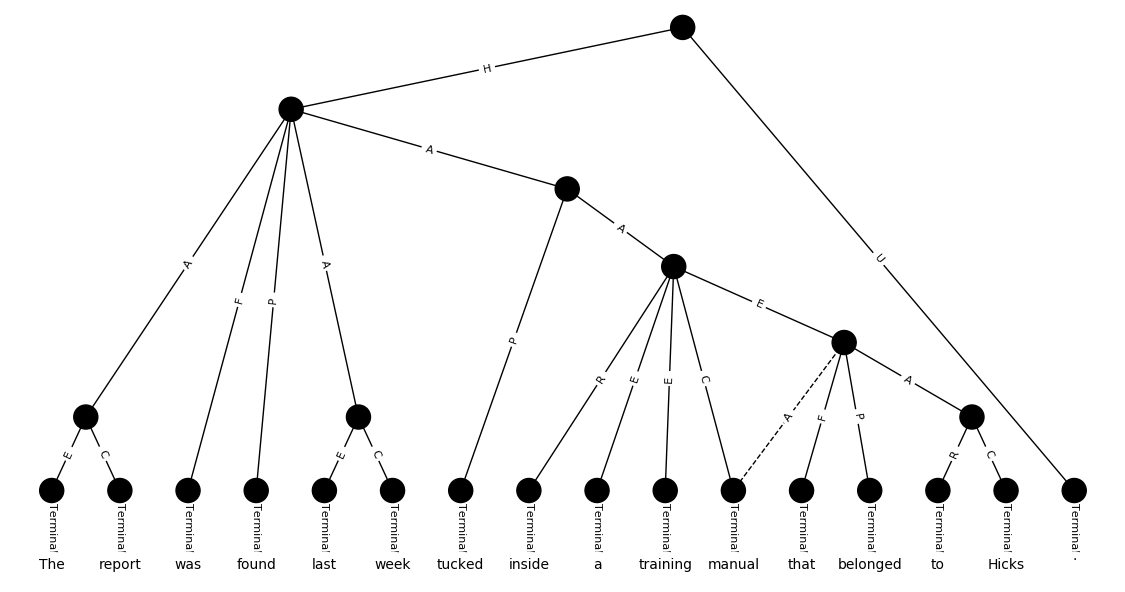 H
A
A
U
A
F
P
A
P
R
E
E
C
E
A
F
P
A
E
C
E
C
R
C
Terminal Terminal Terminal Terminal Terminal Terminal Terminal Terminal Terminal Terminal Terminal Terminal Terminal Terminal Terminal Terminal
The report was found last week tucked inside a training manual that belonged to Hicks .